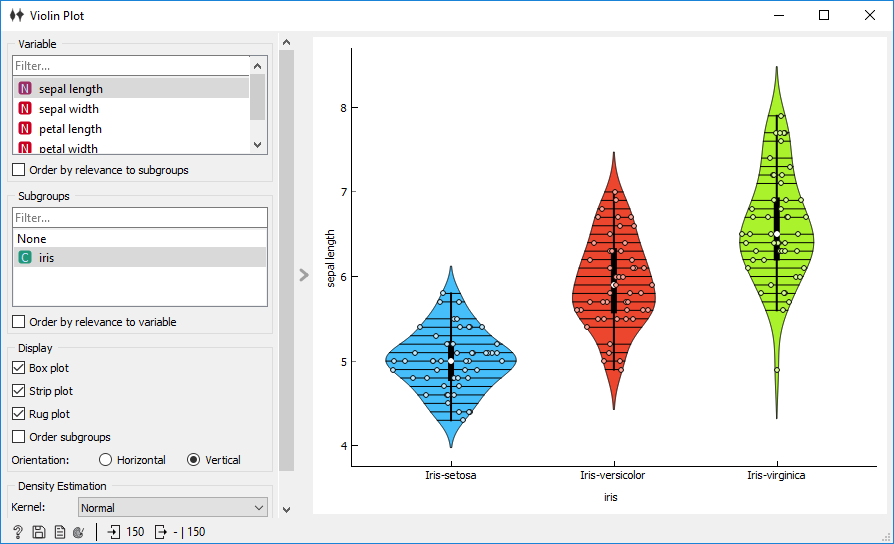 Violin Plot
Variable
Filter...
N sepal length
N sepal width
N petal length
N petal width
Order by relevance to subgroups
Subgroups
Filter...
None
C iris
Order by relevance to variable
Display
Box plot
Strip plot
Rug plot
Order subgroups
Orientation: Horizontal Vertical
Density Estimation
Kernel: Normal
? 150 - | 150
8
7
6
5
4
sepal length
Iris-setosa Iris-versicolor Iris-virginica
iris